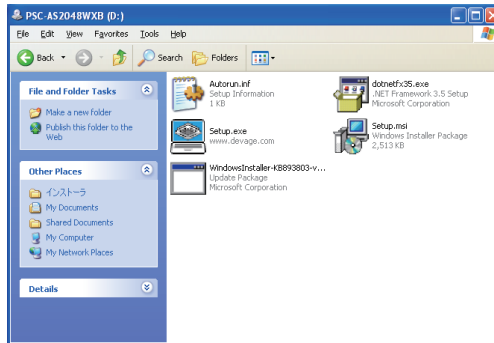 PSC-AS2048WXB (D:)
File Edit View Favorites Tools Help
Back Search Folders
File and Folder Tasks
Make a new folder
Publish this folder to the
Web
Other Places
インストーラ
My Documents
Shared Documents
My Computer
My Network Places
Details
Autorun.inf
Setup Information
1 KB
dotnetfx35.exe
.NET Framework 3.5 Setup
Microsoft Corporation
Setup.exe
www.devage.com
Setup.msi
Windows Installer Package
2,513 KB
WindowsInstaller-KB893803-v...
Update Package
Microsoft Corporation